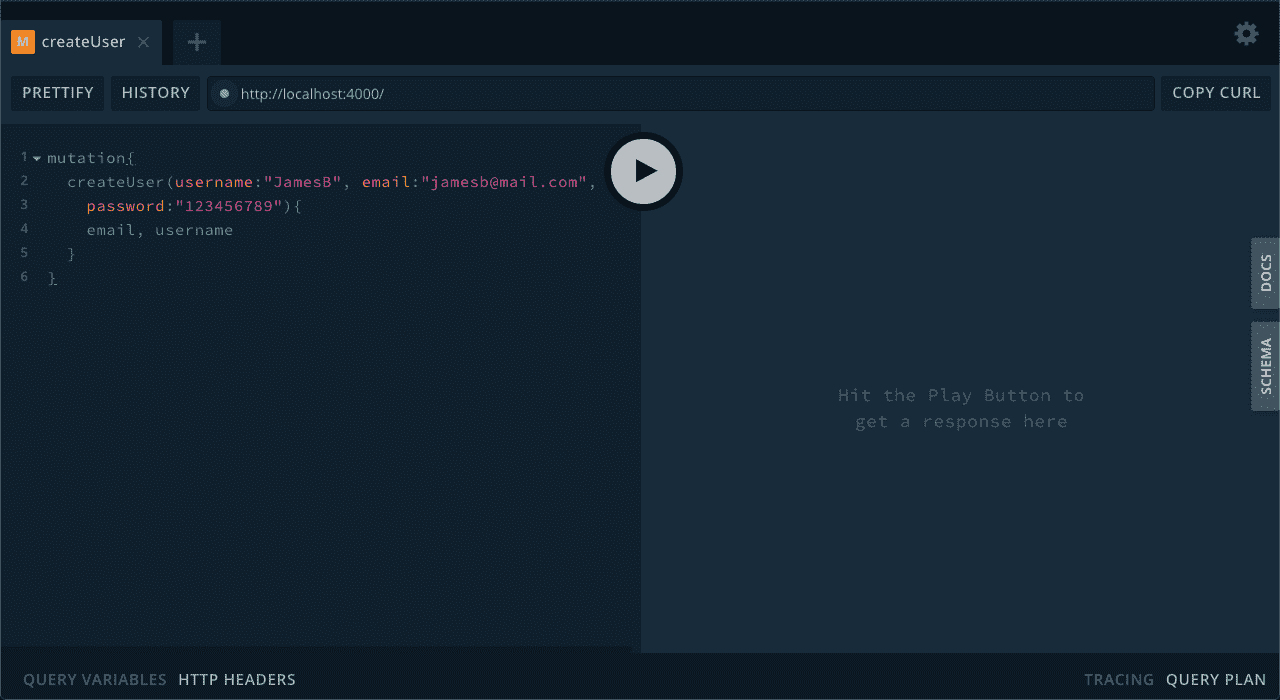 M createUser
PRETTIFY HISTORY http://localhost:4000/ COPY CURL
1 mutation{
2 createUser(username:"JamesB", email:"jamesb@mail.com",
3 password:"123456789"){
4 email, username
5 }
6 }
Hit the Play Button to
get a response here
DOCS
SCHEMA
QUERY VARIABLES HTTP HEADERS TRACING QUERY PLAN